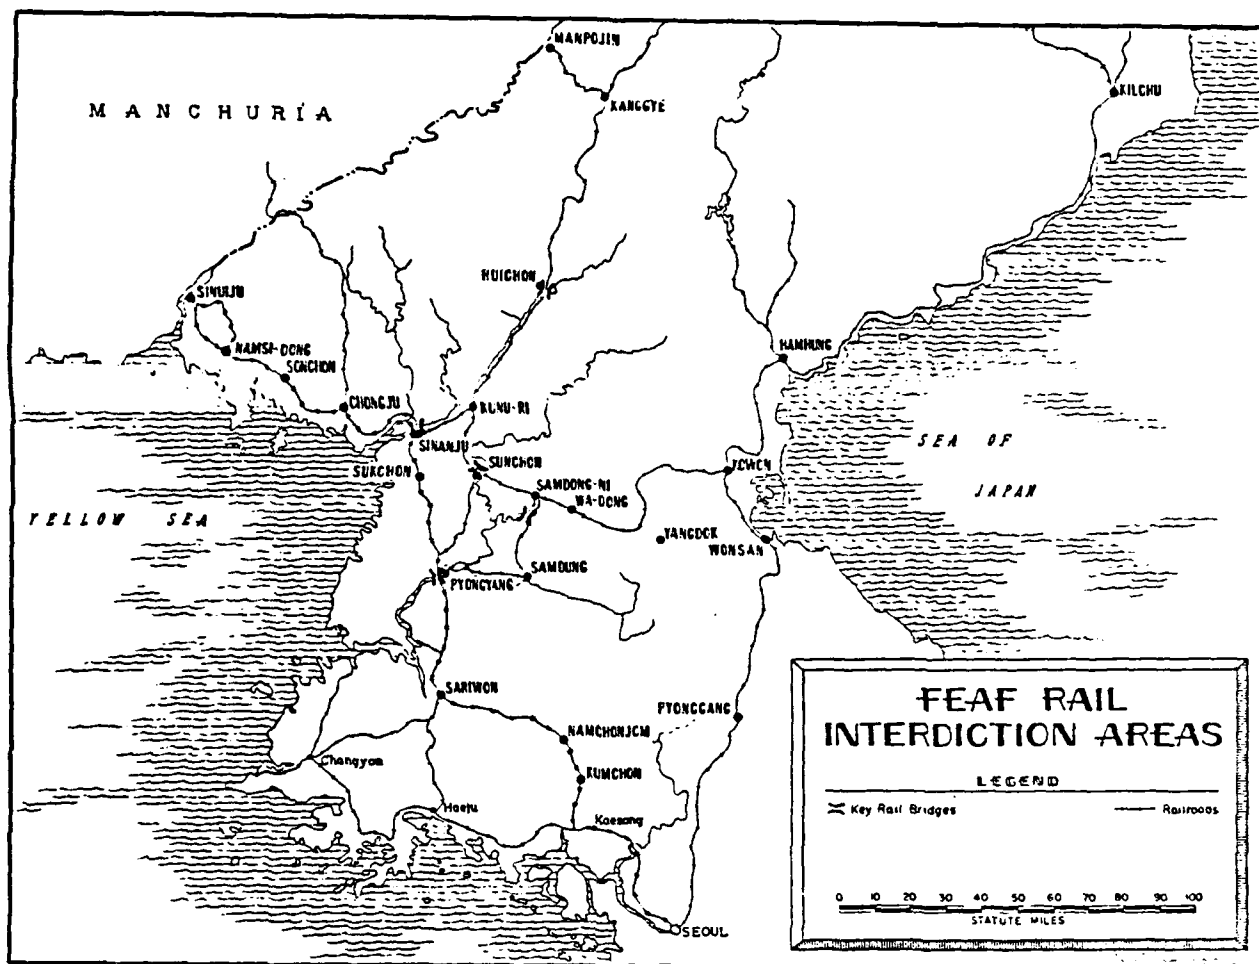 MANPOJIN
KILCHU
KANGGYE
MANCHURIA
HUICHON
SINUIJU
HAMHUNG
NAMSI-DONG
SONCHON
CHONGJU
KUNU-RI
SINANJU
SEA OF
JAPAN
SUKCHON
SUNCHON
SAMDONG-NI
WA-DONG
YELLOW SEA
YANGDOK
WONSAN
PYONGYANG
SAMDUNG
SARIWON
PYONGGANG
NAMCHONJOM
KUMCHON
Changyon
Haeju
Kaesong
SEOUL
FEAF RAIL
INTERDICTION AREAS
LEGEND
Key Rail Bridges
Railroads
0 10 20 30 40 50 60 70 80 90 100
STATUTE MILES